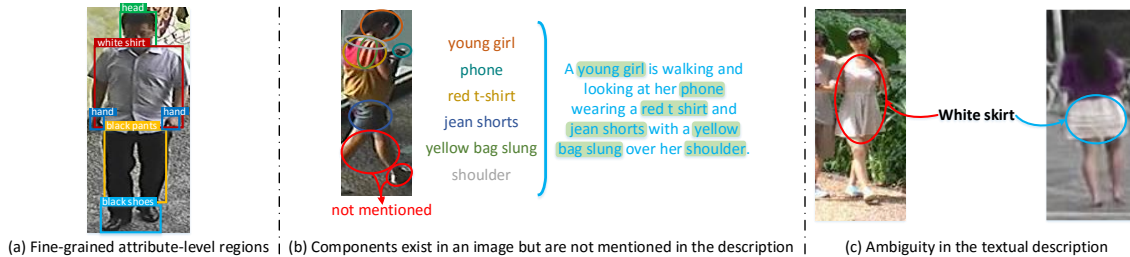 head
white shirt
hand
hand
black pants
black shoes
(a) Fine-grained attribute-level regions
young girl
phone
red t-shirt
jean shorts
yellow bag slung
shoulder
not mentioned
A young girl is walking and
looking at her phone
wearing a red t shirt and
jean shorts with a yellow
bag slung over her shoulder.
(b) Components exist in an image but are not mentioned in the description
White skirt
(c) Ambiguity in the textual description